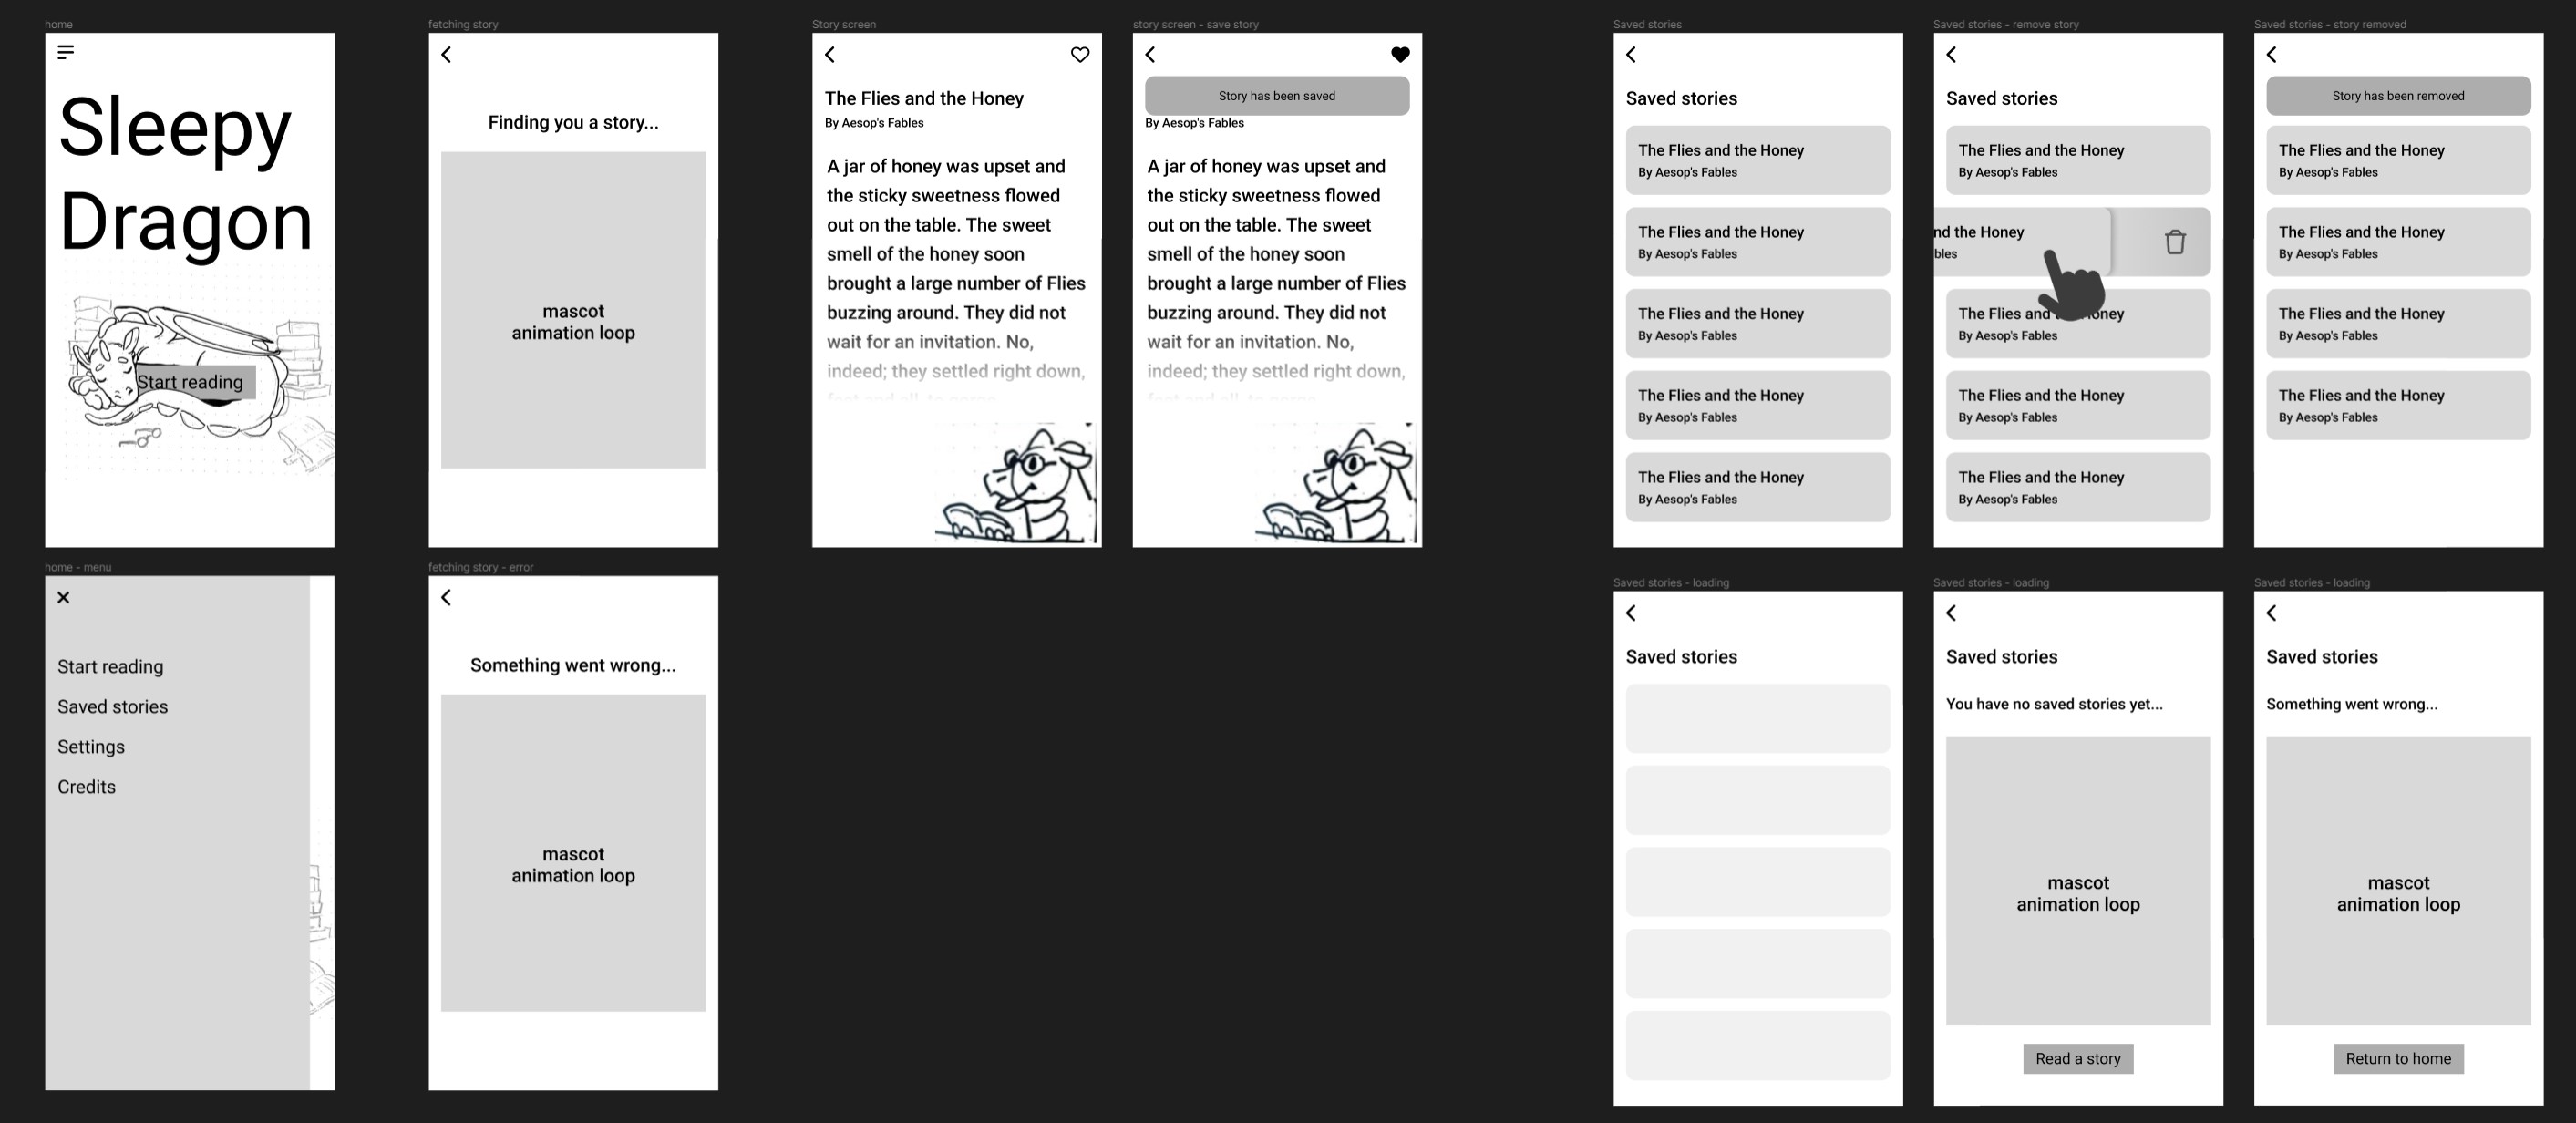 home
Sleepy
Dragon
Start reading
fetching story
Finding you a story...
mascot
animation loop
Story screen
The Flies and the Honey
By Aesop's Fables
A jar of honey was upset and
the sticky sweetness flowed
out on the table. The sweet
smell of the honey soon
brought a large number of Flies
buzzing around. They did not
wait for an invitation. No,
indeed; they settled right down,
story screen - save story
Story has been saved
By Aesop's Fables
A jar of honey was upset and
the sticky sweetness flowed
out on the table. The sweet
smell of the honey soon
brought a large number of Flies
buzzing around. They did not
wait for an invitation. No,
indeed; they settled right down,
Saved stories
Saved stories
The Flies and the Honey
By Aesop's Fables
The Flies and the Honey
By Aesop's Fables
The Flies and the Honey
By Aesop's Fables
The Flies and the Honey
By Aesop's Fables
The Flies and the Honey
By Aesop's Fables
Saved stories - remove story
Saved stories
The Flies and the Honey
By Aesop's Fables
nd the Honey
bles
The Flies and oney
By Aesop's Fables
The Flies and the Honey
By Aesop's Fables
The Flies and the Honey
By Aesop's Fables
Saved stories - story removed
Story has been removed
The Flies and the Honey
By Aesop's Fables
The Flies and the Honey
By Aesop's Fables
The Flies and the Honey
By Aesop's Fables
The Flies and the Honey
By Aesop's Fables
home - menu
Start reading
Saved stories
Settings
Credits
fetching story - error
Something went wrong...
mascot
animation loop
Saved stories - loading
Saved stories
Saved stories - loading
Saved stories
You have no saved stories yet...
mascot
animation loop
Read a story
Saved stories - loading
Saved stories
Something went wrong...
mascot
animation loop
Return to home